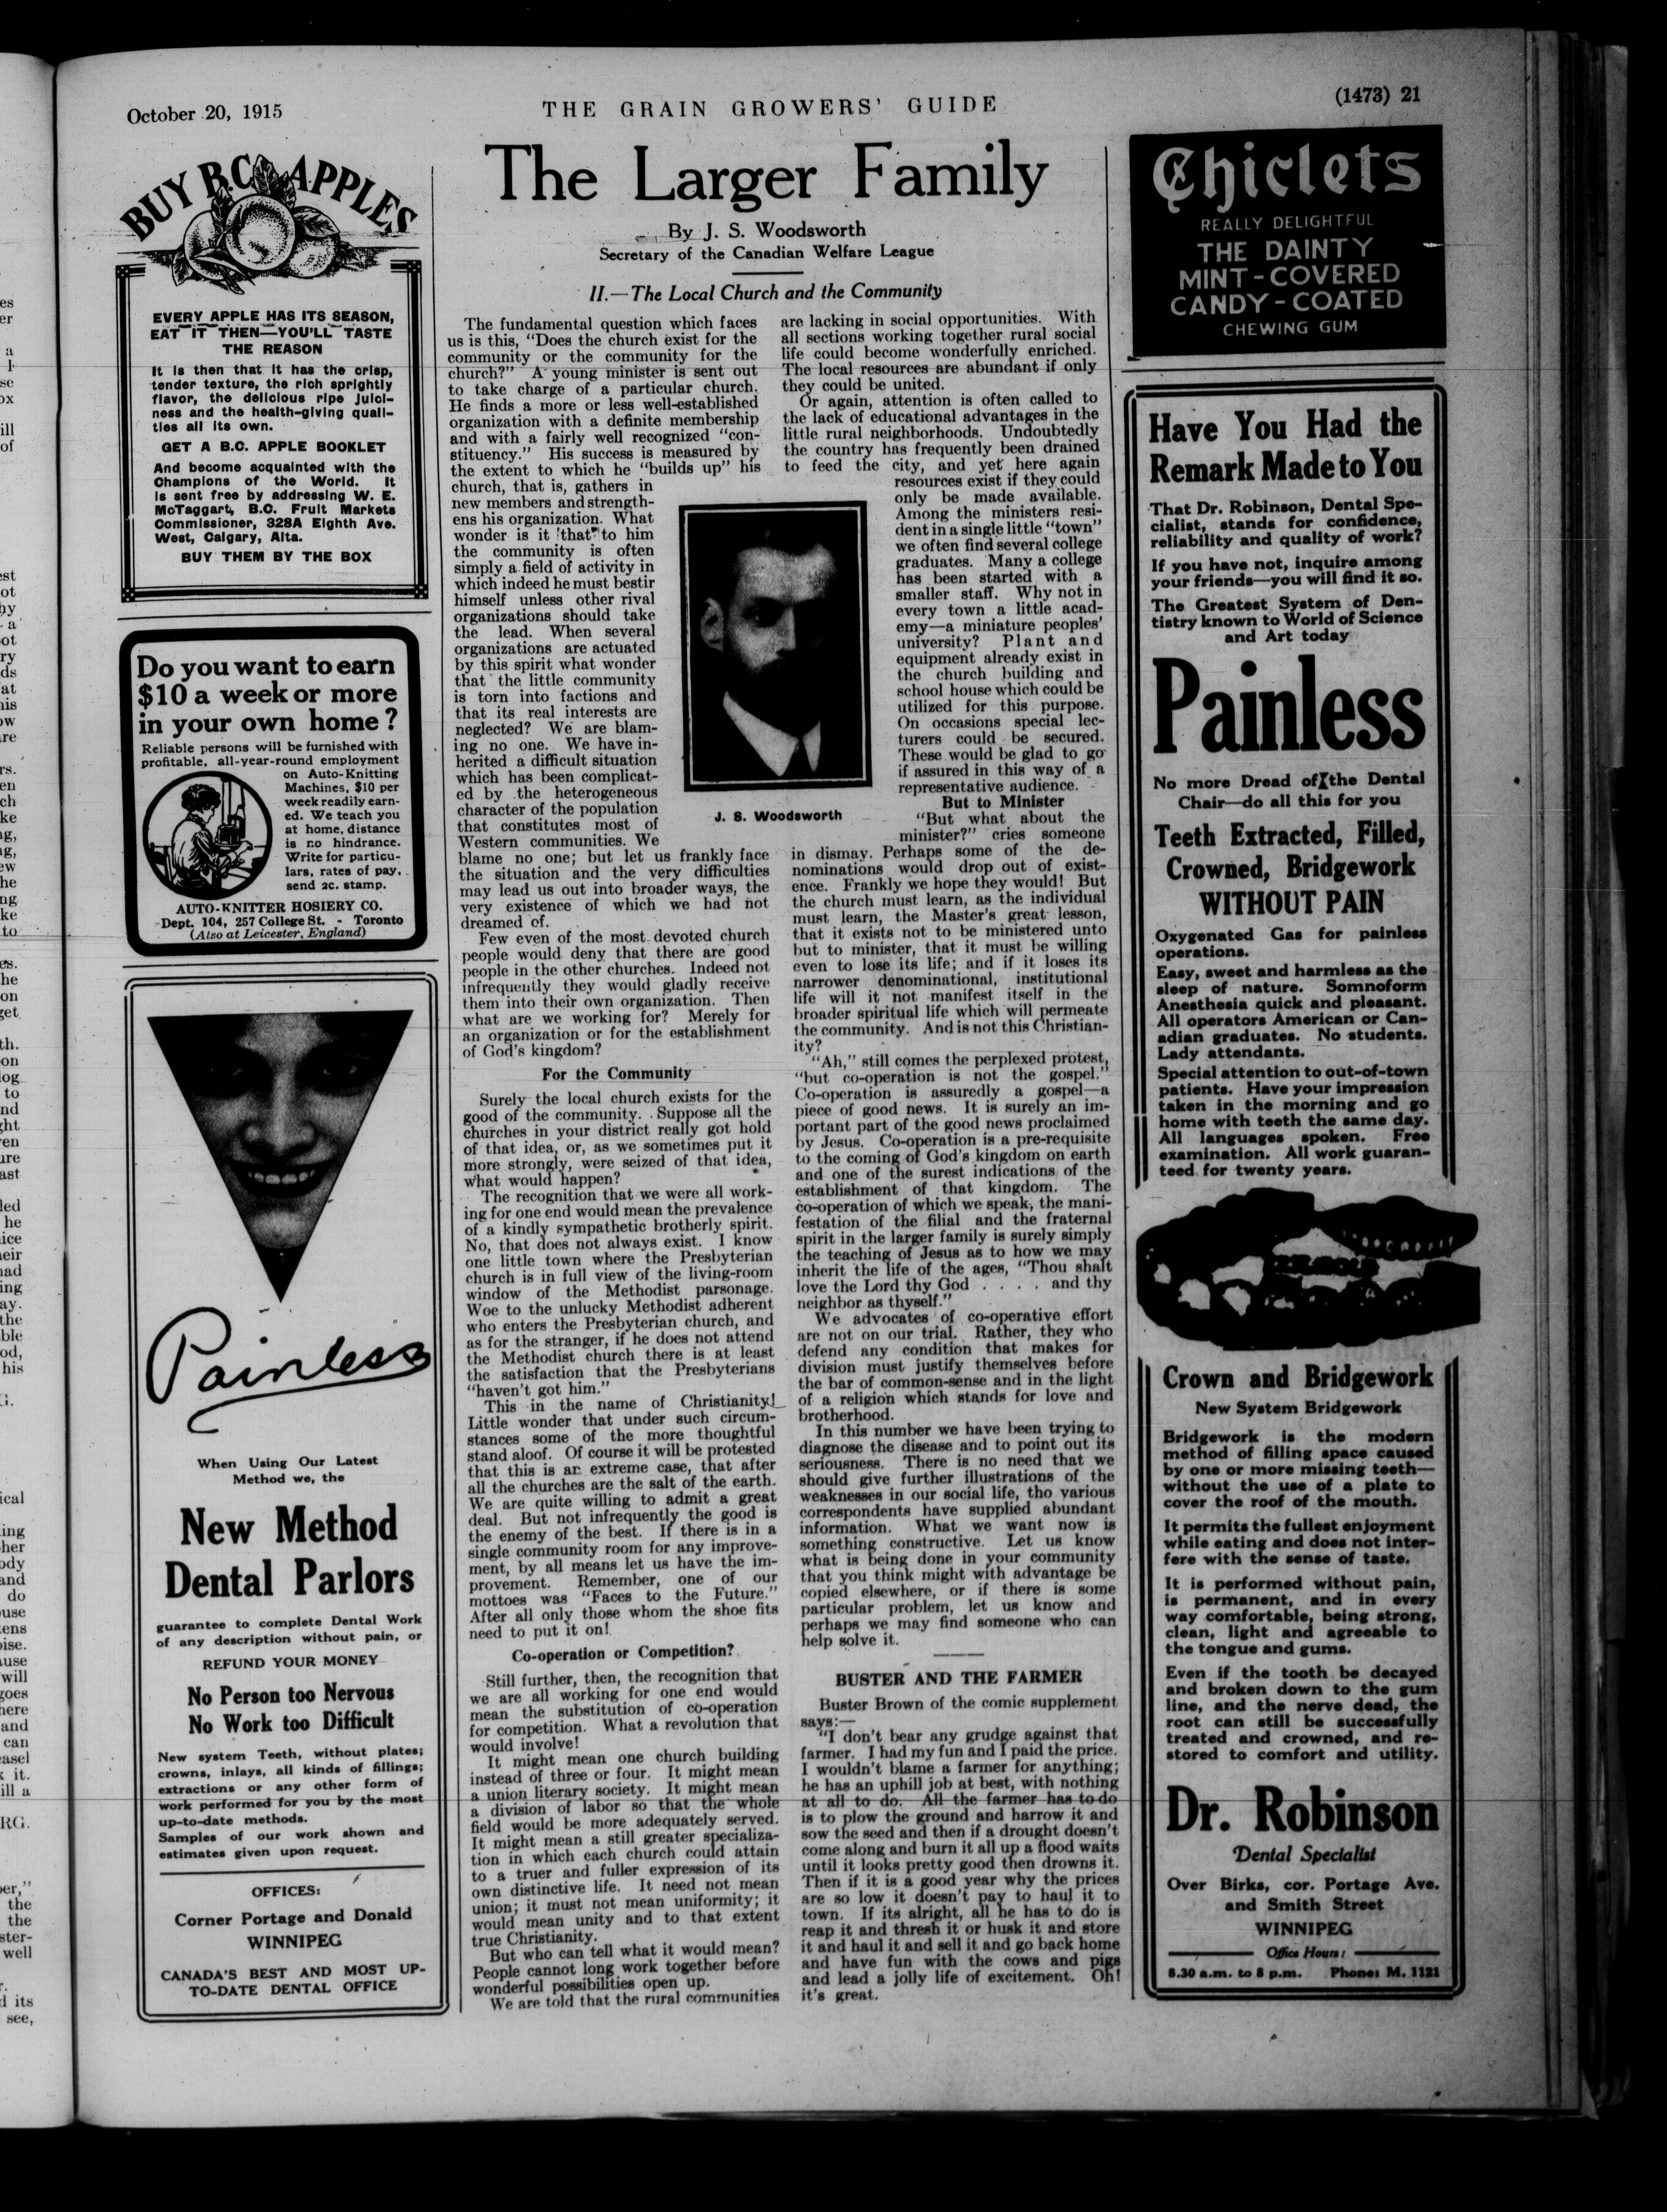 October 20, 1915
THE GRAIN GROWERS' GUIDE
(1473) 21
BUY B.C. APPLES
EVERY APPLE HAS ITS SEASON,
EAT IT THEN—YOU'LL TASTE
THE REASON
It is then that it has the crisp,
tender texture, the rich sprightly
flavor, the delicious ripe juici-
ness and the health-giving quali-
ties all its own.
GET A B.C. APPLE BOOKLET
And become acquainted with the
Champions of the World. It
is sent free by addressing W. E.
McTaggart, B.C. Fruit Markets
Commissioner, 328A Eighth Ave.
West, Calgary, Alta.
BUY THEM BY THE BOX
Do you want to earn
$10 a week or more
in your own home?
Reliable persons will be furnished with
profitable, all-year-round employment
on Auto-Knitting
Machines, $10 per
week readily earn-
ed. We teach you
at home, distance
is no hindrance.
Write for particu-
lars, rates of pay,
send 2c. stamp.
AUTO-KNITTER HOSIERY CO.
Dept. 104, 257 College St. - Toronto
(Also at Leicester, England)
Painless
When Using Our Latest
Method we, the
New Method
Dental Parlors
guarantee to complete Dental Work
of any description without pain, or
REFUND YOUR MONEY
No Person too Nervous
No Work too Difficult
New system Teeth, without plates;
crowns, inlays, all kinds of fillings;
extractions or any other form of
work performed for you by the most
up-to-date methods.
Samples of our work shown and
estimates given upon request.
OFFICES:
Corner Portage and Donald
WINNIPEG
CANADA'S BEST AND MOST UP-
TO-DATE DENTAL OFFICE
The Larger Family
By J. S. Woodsworth
Secretary of the Canadian Welfare League
II.—The Local Church and the Community
The fundamental question which faces
us is this, "Does the church exist for the
community or the community for the
church?" A young minister is sent out
to take charge of a particular church.
He finds a more or less well-established
organization with a definite membership
and with a fairly well recognized "con-
stituency." His success is measured by
the extent to which he "builds up" his
church, that is, gathers in
new members and strength-
ens his organization. What
wonder is it that to him
the community is often
simply a field of activity in
which indeed he must bestir
himself unless other rival
organizations should take
the lead. When several
organizations are actuated
by this spirit what wonder
that the little community
is torn into factions and
that its real interests are
neglected? We are blam-
ing no one. We have in-
herited a difficult situation
which has been complicat-
ed by the heterogeneous
character of the population
that constitutes most of
Western communities. We
blame no one; but let us frankly face
the situation and the very difficulties
may lead us out into broader ways, the
very existence of which we had not
dreamed of.
Few even of the most devoted church
people would deny that there are good
people in the other churches. Indeed not
infrequently they would gladly receive
them into their own organization. Then
what are we working for? Merely for
an organization or for the establishment
of God's kingdom?
For the Community
Surely the local church exists for the
good of the community. Suppose all the
churches in your district really got hold
of that idea, or, as we sometimes put it
more strongly, were seized of that idea,
what would happen?
The recognition that we were all work-
ing for one end would mean the prevalence
of a kindly sympathetic brotherly spirit.
No, that does not always exist. I know
one little town where the Presbyterian
church is in full view of the living-room
window of the Methodist parsonage.
Woe to the unlucky Methodist adherent
who enters the Presbyterian church, and
as for the stranger, if he does not attend
the Methodist church there is at least
the satisfaction that the Presbyterians
"haven't got him."
This in the name of Christianity!
Little wonder that under such circum-
stances some of the more thoughtful
stand aloof. Of course it will be protested
that this is an extreme case, that after
all the churches are the salt of the earth.
We are quite willing to admit a great
deal. But not infrequently the good is
the enemy of the best. If there is in a
single community room for any improve-
ment, by all means let us have the im-
provement. Remember, one of our
mottoes was "Faces to the Future."
After all only those whom the shoe fits
need to put it on!
Co-operation or Competition?
Still further, then, the recognition that
we are all working for one end would
mean the substitution of co-operation
for competition. What a revolution that
would involve!
It might mean one church building
instead of three or four. It might mean
a union literary society. It might mean
a division of labor so that the whole
field would be more adequately served.
It might mean a still greater specializa-
tion in which each church could attain
to a truer and fuller expression of its
own distinctive life. It need not mean
union; it must not mean uniformity; it
would mean unity and to that extent
true Christianity.
But who can tell what it would mean?
People cannot long work together before
wonderful possibilities open up.
We are told that the rural communities
are lacking in social opportunities. With
all sections working together rural social
life could become wonderfully enriched.
The local resources are abundant if only
they could be united.
Or again, attention is often called to
the lack of educational advantages in the
little rural neighborhoods. Undoubtedly
the country has frequently been drained
to feed the city, and yet here again
resources exist if they could
only be made available.
Among the ministers resi-
dent in a single little "town"
we often find several college
graduates. Many a college
has been started with a
smaller staff. Why not in
every town a little acad-
emy—a miniature peoples'
university? Plant and
equipment already exist in
the church building and
school house which could be
utilized for this purpose.
On occasions special lec-
turers could be secured.
These would be glad to go
if assured in this way of a
representative audience.
J. S. Woodsworth
But to Minister
"But what about the
minister?" cries someone
in dismay. Perhaps some of the de-
nominations would drop out of exist-
ence. Frankly we hope they would! But
the church must learn, as the individual
must learn, the Master's great lesson,
that it exists not to be ministered unto
but to minister, that it must be willing
even to lose its life; and if it loses its
narrower denominational, institutional
life will it not manifest itself in the
broader spiritual life which will permeate
the community. And is not this Christian-
ity?
"Ah," still comes the perplexed protest,
"but co-operation is not the gospel."
Co-operation is assuredly a gospel—a
piece of good news. It is surely an im-
portant part of the good news proclaimed
by Jesus. Co-operation is a pre-requisite
to the coming of God's kingdom on earth
and one of the surest indications of the
establishment of that kingdom. The
co-operation of which we speak, the mani-
festation of the filial and the fraternal
spirit in the larger family is surely simply
the teaching of Jesus as to how we may
inherit the life of the ages, "Thou shalt
love the Lord thy God . . . . and thy
neighbor as thyself."
We advocates of co-operative effort
are not on our trial. Rather, they who
defend any condition that makes for
division must justify themselves before
the bar of common-sense and in the light
of a religion which stands for love and
brotherhood.
In this number we have been trying to
diagnose the disease and to point out its
seriousness. There is no need that we
should give further illustrations of the
weaknesses in our social life, tho various
correspondents have supplied abundant
information. What we want now is
something constructive. Let us know
what is being done in your community
that you think might with advantage be
copied elsewhere, or if there is some
particular problem, let us know and
perhaps we may find someone who can
help solve it.
BUSTER AND THE FARMER
Buster Brown of the comic supplement
says:—
"I don't bear any grudge against that
farmer. I had my fun and I paid the price.
I wouldn't blame a farmer for anything;
he has an uphill job at best, with nothing
at all to do. All the farmer has to do
is to plow the ground and harrow it and
sow the seed and then if a drought doesn't
come along and burn it all up a flood waits
until it looks pretty good then drowns it.
Then if it is a good year why the prices
are so low it doesn't pay to haul it to
town. If its alright, all he has to do is
reap it and thresh it or husk it and store
it and haul it and sell it and go back home
and have fun with the cows and pigs
and lead a jolly life of excitement. Oh!
it's great.
Chiclets
REALLY DELIGHTFUL
THE DAINTY
MINT-COVERED
CANDY-COATED
CHEWING GUM
Have You Had the
Remark Made to You
That Dr. Robinson, Dental Spe-
cialist, stands for confidence,
reliability and quality of work?
If you have not, inquire among
your friends—you will find it so.
The Greatest System of Den-
tistry known to World of Science
and Art today
Painless
No more Dread of the Dental
Chair—do all this for you
Teeth Extracted, Filled,
Crowned, Bridgework
WITHOUT PAIN
Oxygenated Gas for painless
operations.
Easy, sweet and harmless as the
sleep of nature. Somnoform
Anesthesia quick and pleasant.
All operators American or Can-
adian graduates. No students.
Lady attendants.
Special attention to out-of-town
patients. Have your impression
taken in the morning and go
home with teeth the same day.
All languages spoken. Free
examination. All work guaran-
teed for twenty years.
Crown and Bridgework
New System Bridgework
Bridgework is the modern
method of filling space caused
by one or more missing teeth—
without the use of a plate to
cover the roof of the mouth.
It permits the fullest enjoyment
while eating and does not inter-
fere with the sense of taste.
It is performed without pain,
is permanent, and in every
way comfortable, being strong,
clean, light and agreeable to
the tongue and gums.
Even if the tooth be decayed
and broken down to the gum
line, and the nerve dead, the
root can still be successfully
treated and crowned, and re-
stored to comfort and utility.
Dr. Robinson
Dental Specialist
Over Birks, cor. Portage Ave.
and Smith Street
WINNIPEG
Office Hours:
8.30 a.m. to 8 p.m. Phone: M. 1121